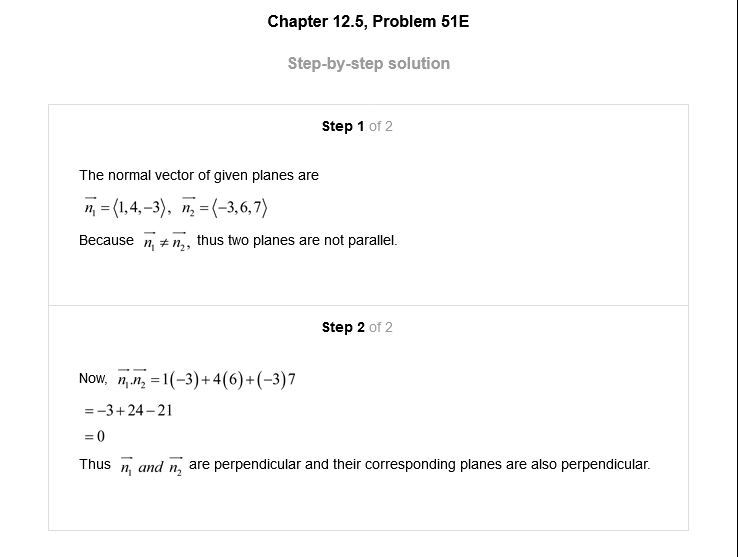 Chapter 12.5, Problem 51E
Step-by-step solution
Step 1 of 2
The normal vector of given planes are
$\overrightarrow{n_1} = \langle 1,4,-3 \rangle, \overrightarrow{n_2} = \langle -3,6,7 \rangle$
Because $\overrightarrow{n_1} \neq \overrightarrow{n_2}$, thus two planes are not parallel.
Step 2 of 2
Now, $\overrightarrow{n_1}.\overrightarrow{n_2} = 1(-3)+4(6)+(-3)7$
$= -3+24-21$
$= 0$
Thus $\overrightarrow{n_1}$ and $\overrightarrow{n_2}$ are perpendicular and their corresponding planes are also perpendicular.